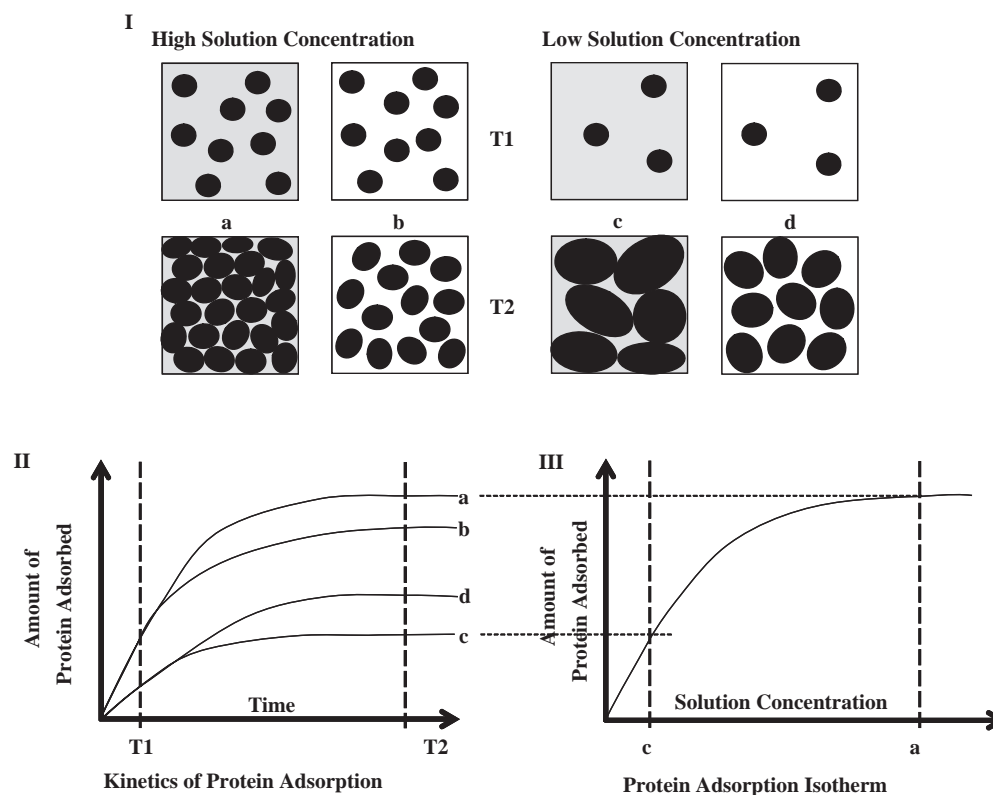 I
High Solution Concentration
Low Solution Concentration
T1
a
b
c
d
T2
II
Amount of
Protein Adsorbed
a
b
d
c
Time
T1
T2
Kinetics of Protein Adsorption
III
Amount of
Protein Adsorbed
Solution Concentration
c
a
Protein Adsorption Isotherm